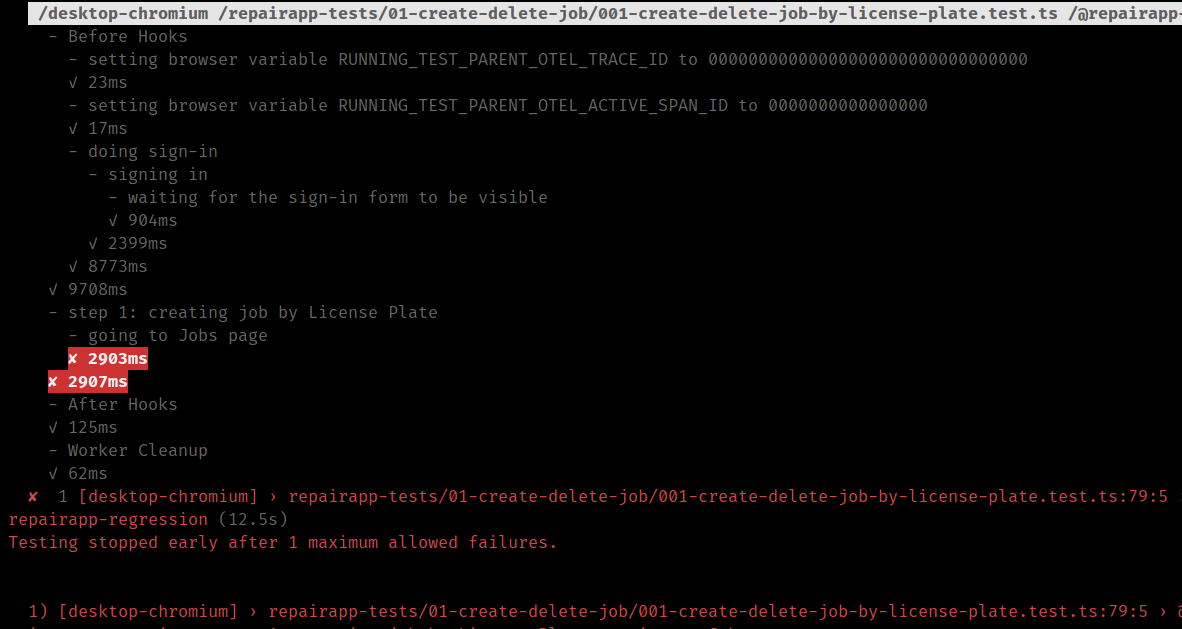 /desktop-chromium /repairapp-tests/01-create-delete-job/001-create-delete-job-by-license-plate.test.ts /@repairapp-
- Before Hooks
- setting browser variable RUNNING_TEST_PARENT_OTEL_TRACE_ID to 00000000000000000000000000000000
√ 23ms
- setting browser variable RUNNING_TEST_PARENT_OTEL_ACTIVE_SPAN_ID to 0000000000000000
√ 17ms
- doing sign-in
- signing in
- waiting for the sign-in form to be visible
√ 904ms
√ 2399ms
√ 8773ms
√ 9708ms
- step 1: creating job by License Plate
- going to Jobs page
✘ 2903ms
✘ 2907ms
- After Hooks
√ 125ms
- Worker Cleanup
√ 62ms
✘ 1 [desktop-chromium] › repairapp-tests/01-create-delete-job/001-create-delete-job-by-license-plate.test.ts:79:5
repairapp-regression (12.5s)
Testing stopped early after 1 maximum allowed failures.
1) [desktop-chromium] › repairapp-tests/01-create-delete-job/001-create-delete-job-by-license-plate.test.ts:79:5 ›